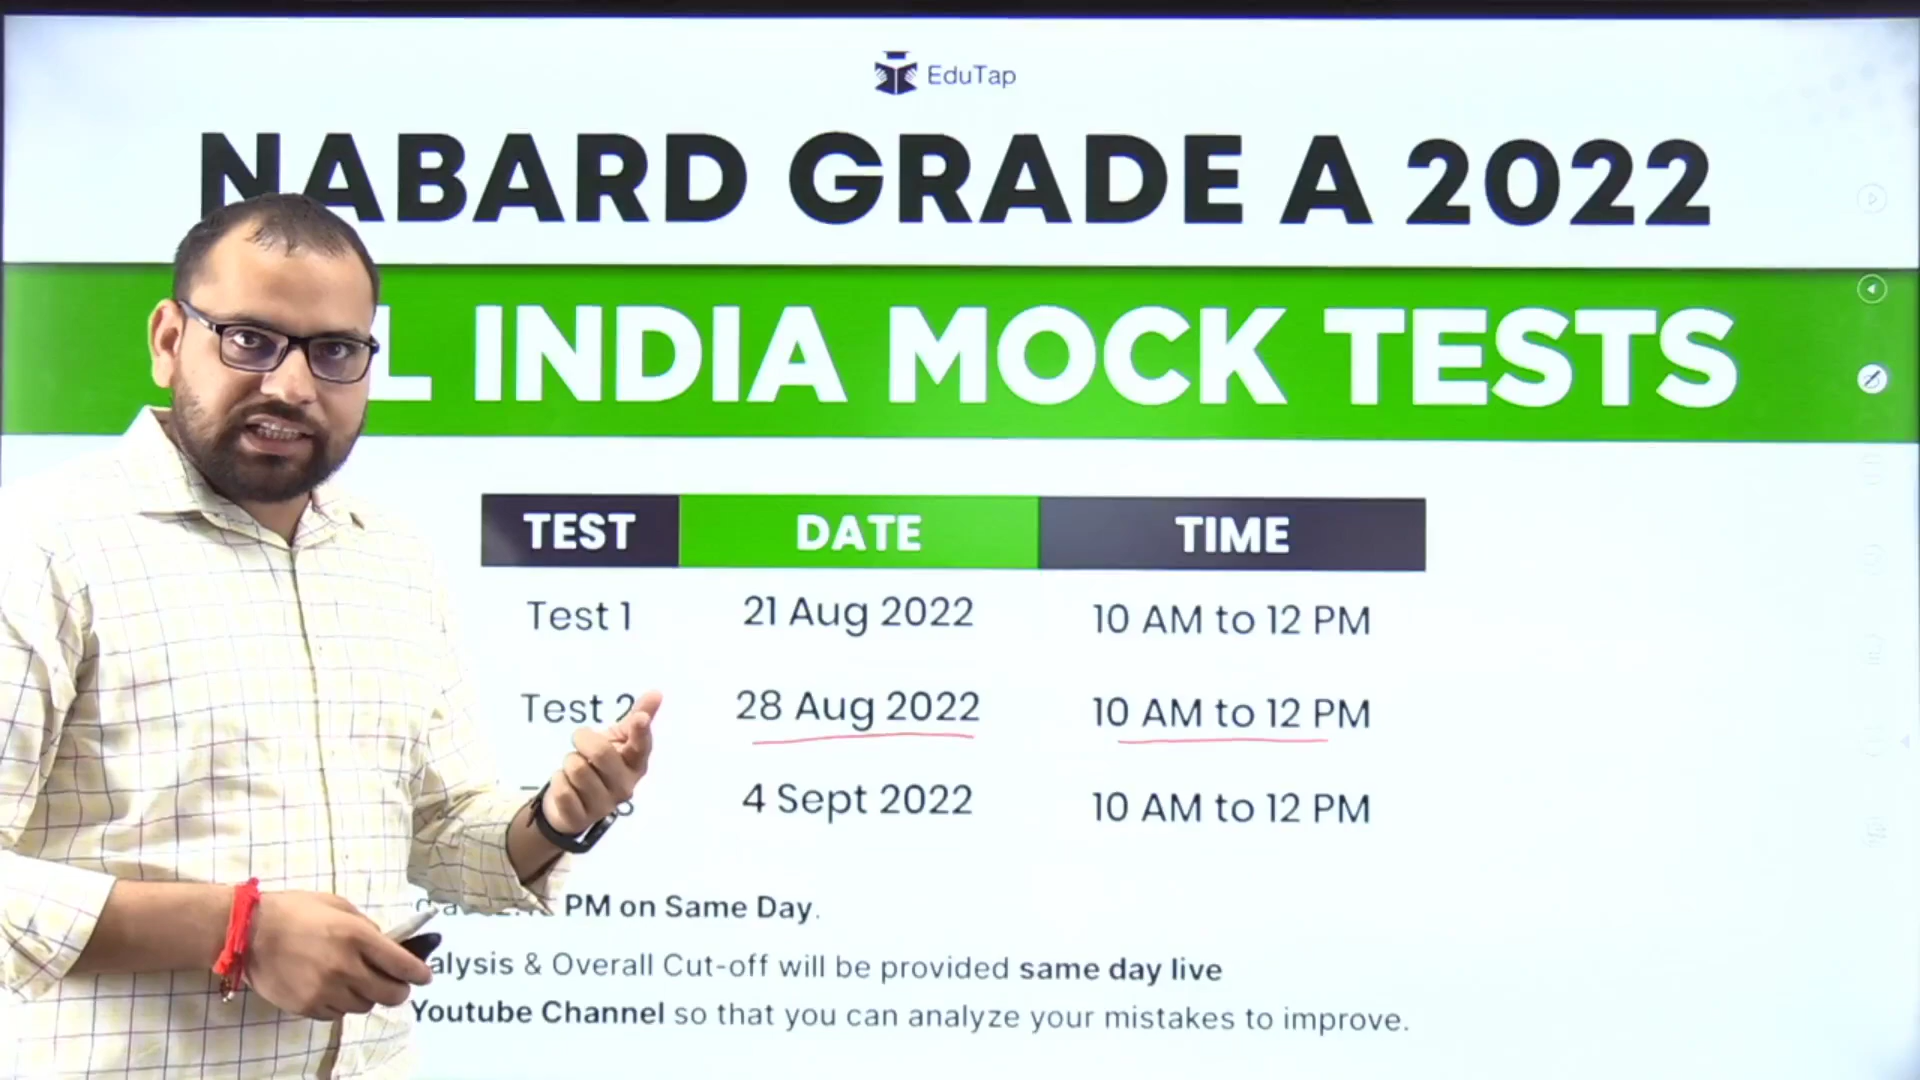 EduTap
NABARD GRADE A 2022
INDIA MOCK TESTS
TEST DATE TIME
Test 1 21 Aug 2022 10 AM to 12 PM
Test 2 28 Aug 2022 10 AM to 12 PM
4 Sept 2022 10 AM to 12 PM
PM on Same Day.
& Overall Cut-off will be provided same day live
Youtube Channel so that you can analyze your mistakes to improve.